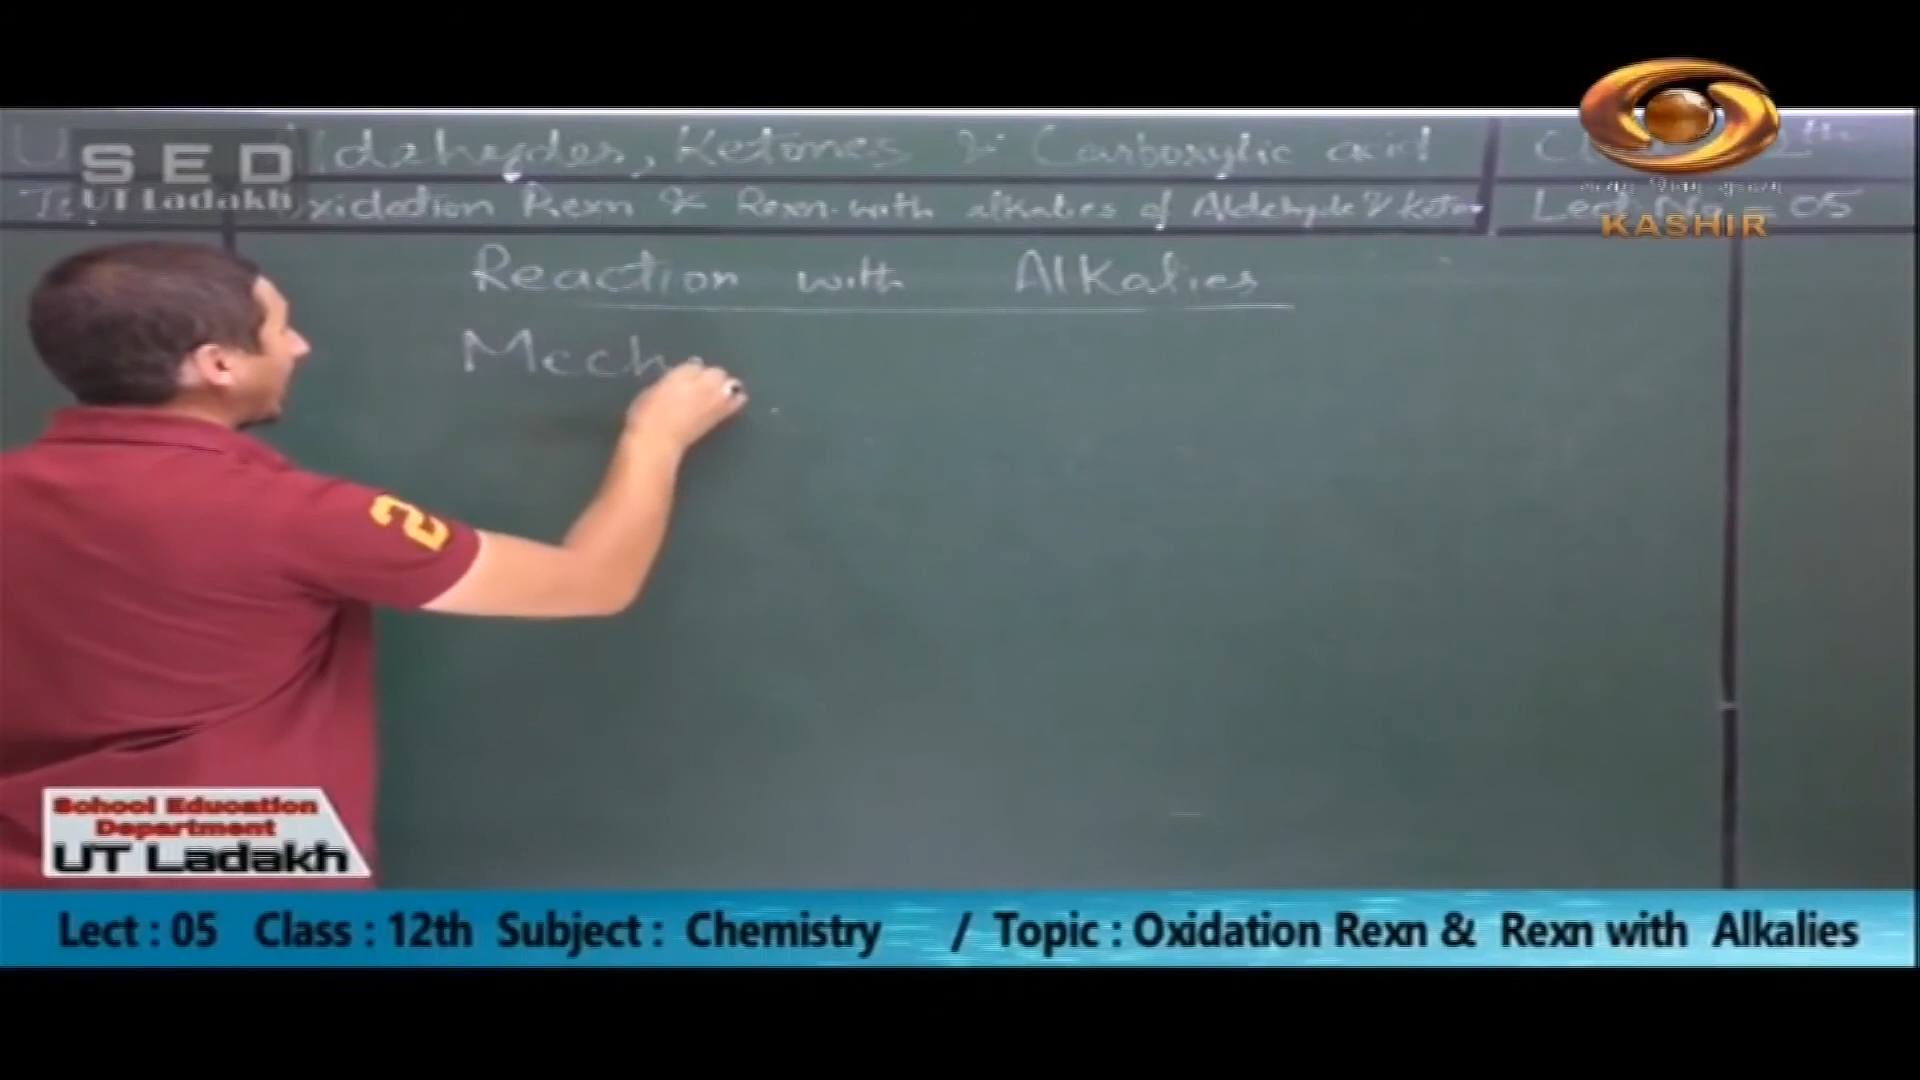 Aldehydes, Ketones & Carboxylic acid
SED
UT Ladakh
Oxidation Rexn & Rexn. with alkalies of Aldehyde & Keton
Lect No - 05
KASHIR
Reaction with Alkalies
Mech
School Education
Department
UT Ladakh
Lect : 05 Class : 12th Subject : Chemistry / Topic : Oxidation Rexn & Rexn with Alkalies